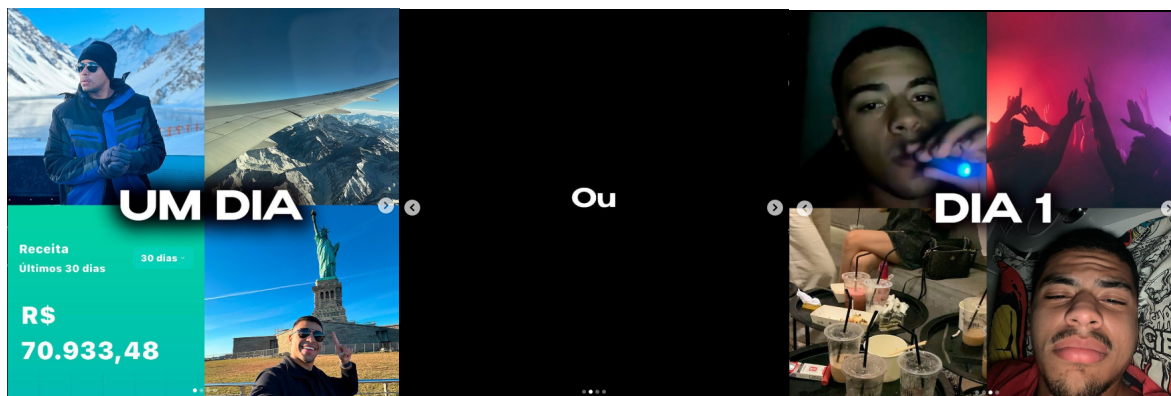 UM DIA
Receita
Últimos 30 dias
30 dias
R$
70.933,48
Ou
DIA 1